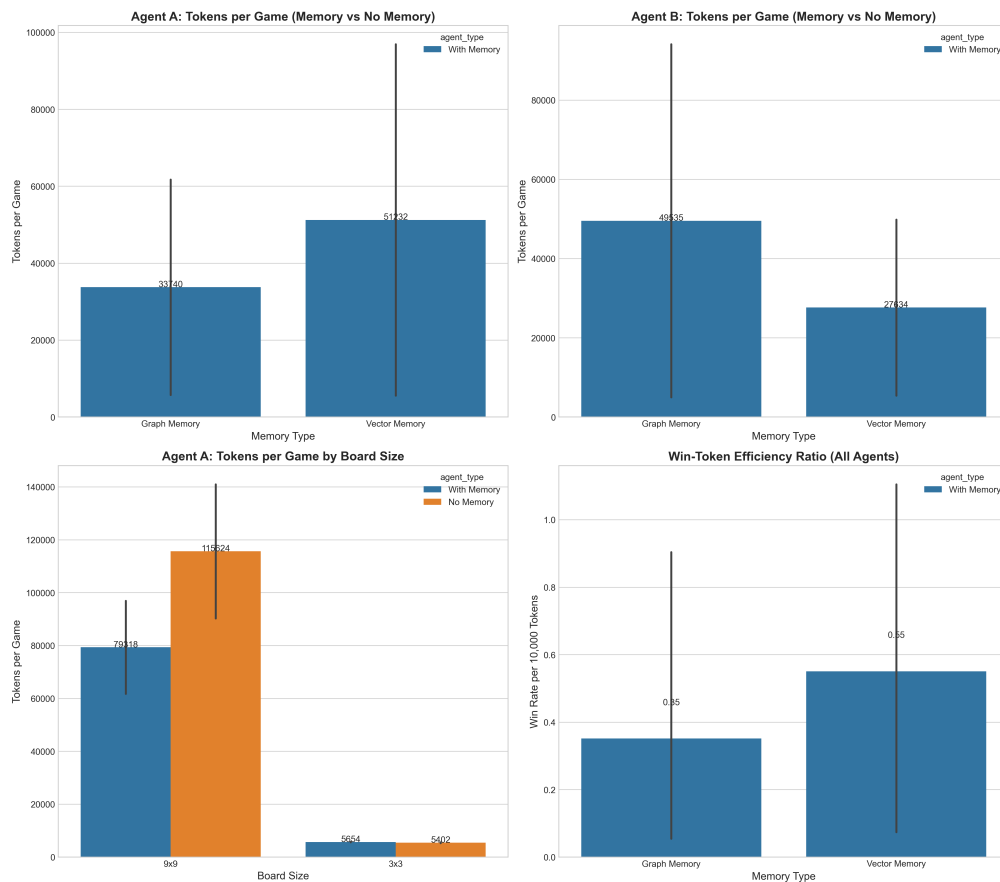 Agent A: Tokens per Game (Memory vs No Memory)
agent_type
With Memory
100000
80000
60000
40000
20000
0
Tokens per Game
33740
51232
Graph Memory
Vector Memory
Memory Type
Agent B: Tokens per Game (Memory vs No Memory)
agent_type
With Memory
80000
60000
40000
20000
0
Tokens per Game
49535
27634
Graph Memory
Vector Memory
Memory Type
Agent A: Tokens per Game by Board Size
agent_type
With Memory
No Memory
140000
120000
100000
80000
60000
40000
20000
0
Tokens per Game
79318
115624
5654
5402
9x9
3x3
Board Size
Win-Token Efficiency Ratio (All Agents)
agent_type
With Memory
1.0
0.8
0.6
0.4
0.2
0.0
Win Rate per 10,000 Tokens
0.35
0.55
Graph Memory
Vector Memory
Memory Type